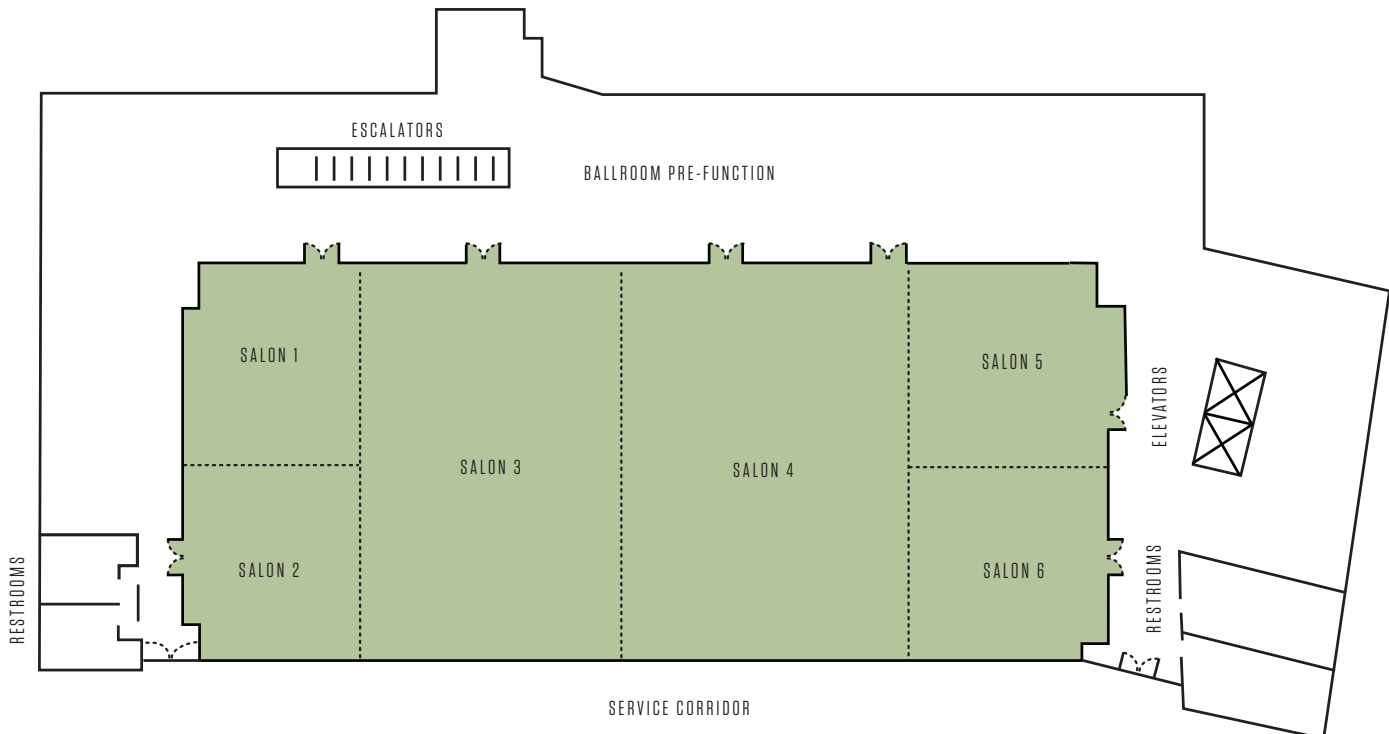 ESCALATORS
BALLROOM PRE-FUNCTION
SALON 1
SALON 5
ELEVATORS
SALON 3
SALON 4
SALON 2
SALON 6
RESTROOMS
RESTROOMS
SERVICE CORRIDOR